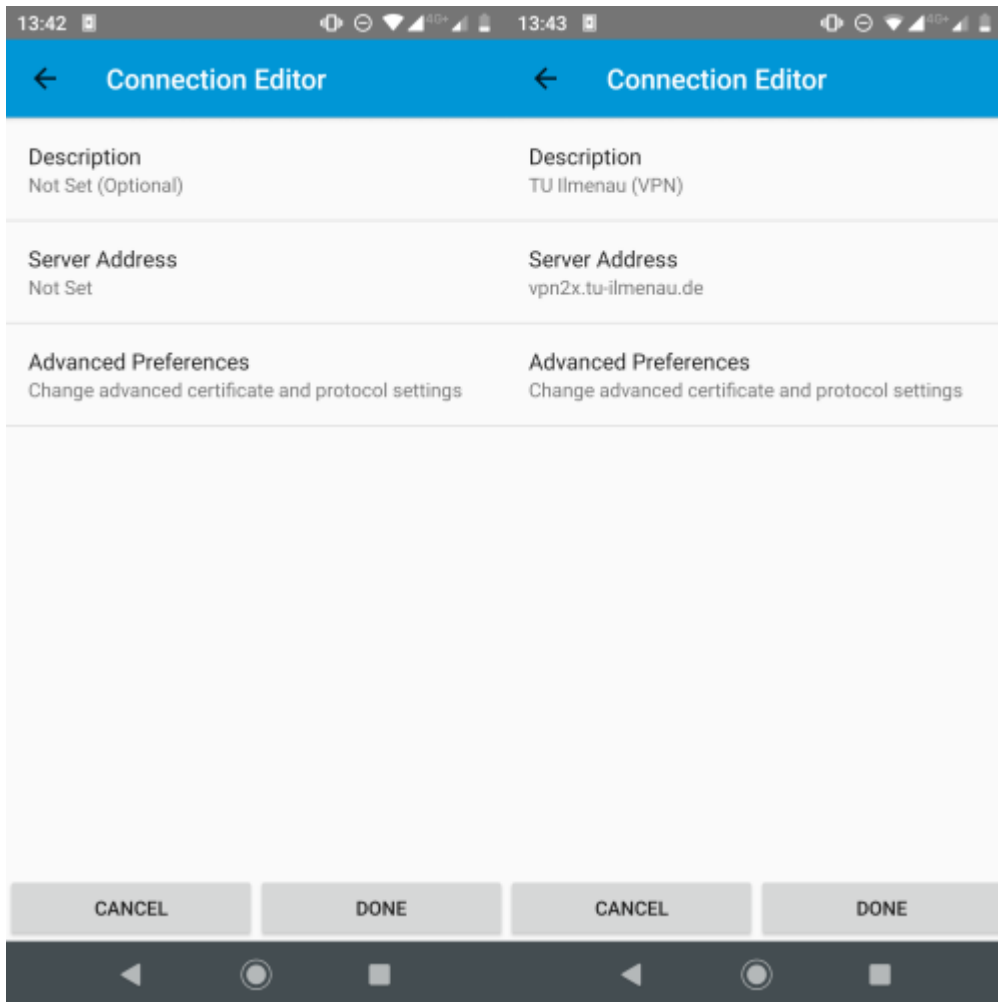 13:42
4G+
Connection Editor
Description
Not Set (Optional)
Server Address
Not Set
Advanced Preferences
Change advanced certificate and protocol settings
CANCEL
DONE
13:43
4G+
Connection Editor
Description
TU Ilmenau (VPN)
Server Address
vpn2x.tu-ilmenau.de
Advanced Preferences
Change advanced certificate and protocol settings
CANCEL
DONE